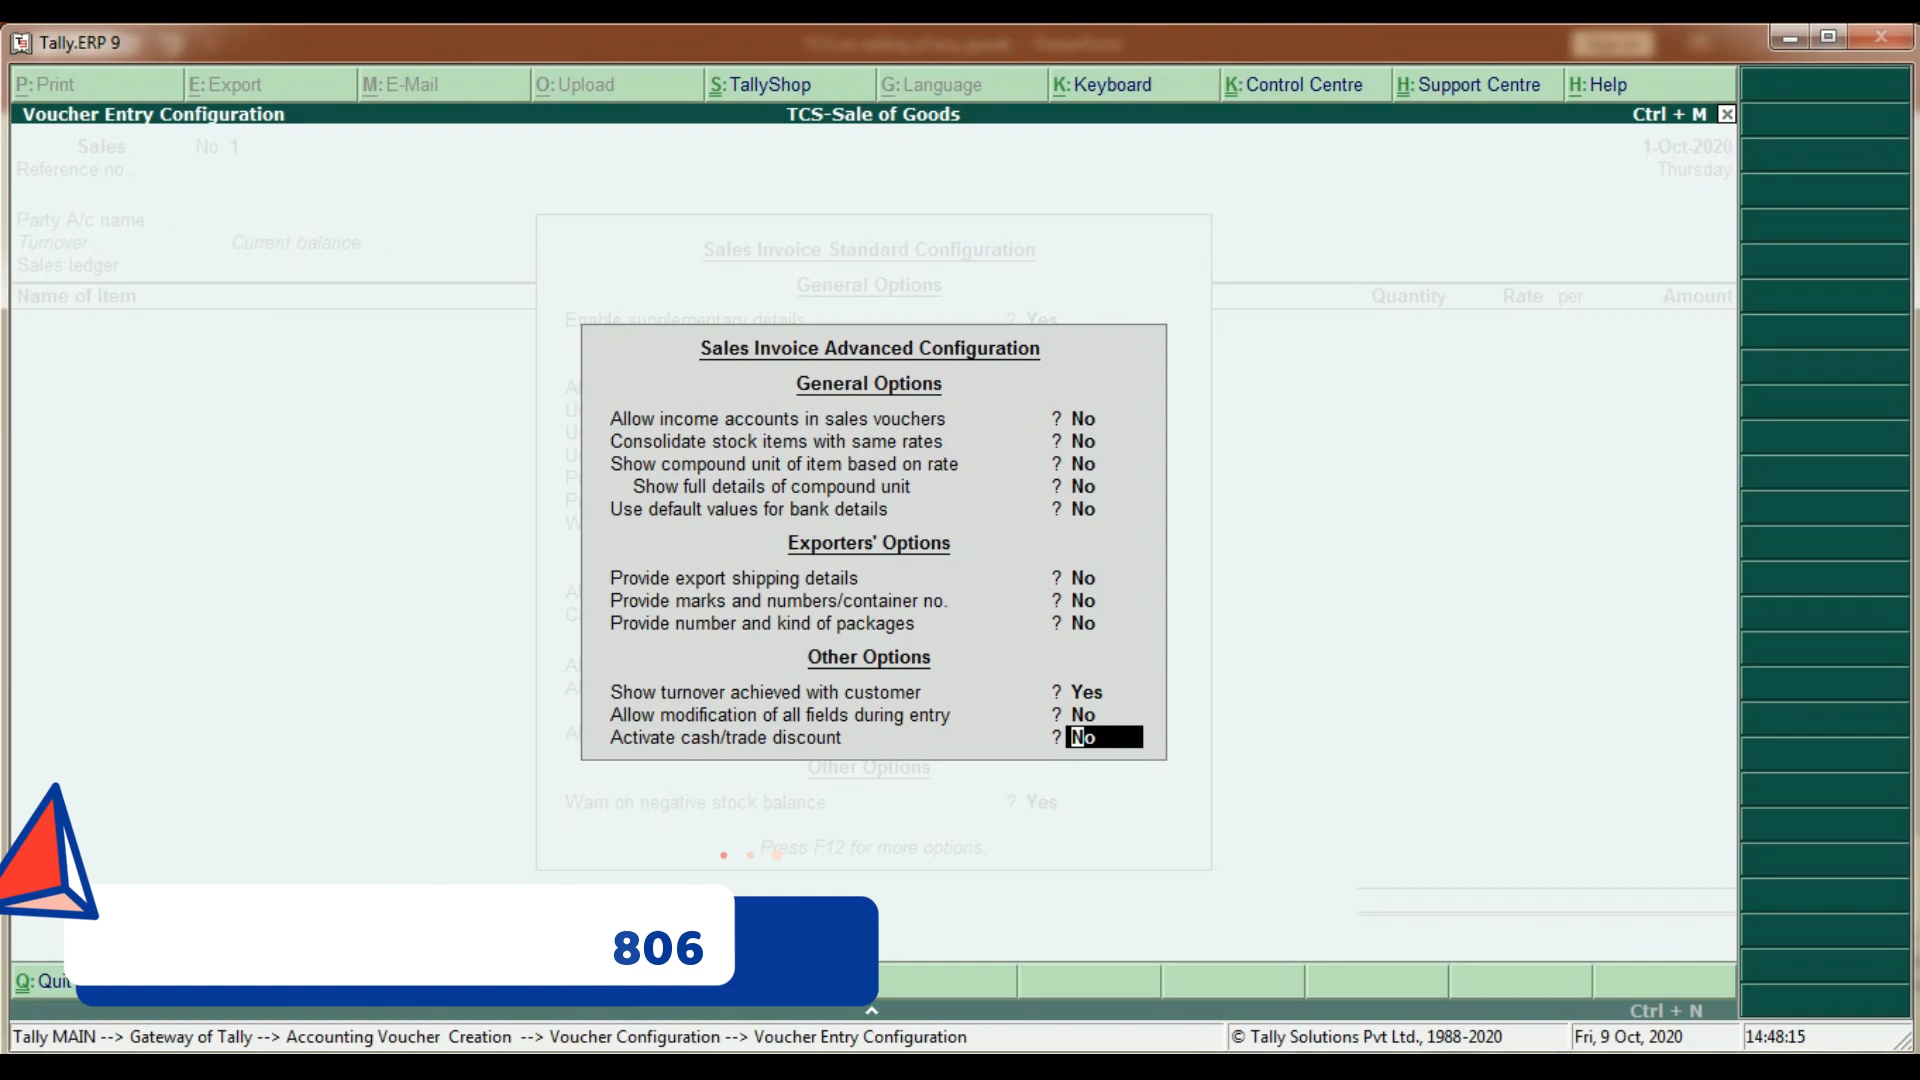 Tally.ERP 9
P: Print E: Export M: E-Mail O: Upload S: TallyShop G: Language K: Keyboard K: Control Centre H: Support Centre H: Help
Voucher Entry Configuration TCS-Sale of Goods Ctrl + M
Sales No. 1 1-Oct-2020
Reference no.: Thursday
Party A/c name :
Turnover : Current balance :
Sales ledger
Name of Item Quantity Rate per Amount
Sales Invoice Standard Configuration
General Options
Enable supplementary details ? Yes
Sales Invoice Advanced Configuration
General Options
Allow income accounts in sales vouchers ? No
Consolidate stock items with same rates ? No
Show compound unit of item based on rate ? No
Show full details of compound unit ? No
Use default values for bank details ? No
Exporters' Options
Provide export shipping details ? No
Provide marks and numbers/container no. ? No
Provide number and kind of packages ? No
Other Options
Show turnover achieved with customer ? Yes
Allow modification of all fields during entry ? No
Activate cash/trade discount ? No
Other Options
Warn on negative stock balance ? Yes
Press F12 for more options.
806
Q: Quit
Ctrl + N
Tally MAIN --> Gateway of Tally --> Accounting Voucher Creation --> Voucher Configuration --> Voucher Entry Configuration © Tally Solutions Pvt Ltd., 1988-2020 Fri, 9 Oct, 2020 14:48:15